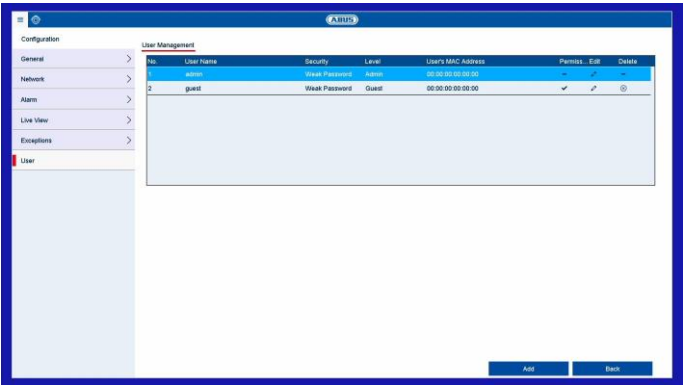 ABUS
Configuration
General
Network
Alarm
Live View
Exceptions
User
User Management
No. User Name Security Level User's MAC Address Permiss... Edit Delete
1 admin Weak Password Admin 00:00:00:00:00:00
2 guest Weak Password Guest 00:00:00:00:00:00
Add Back